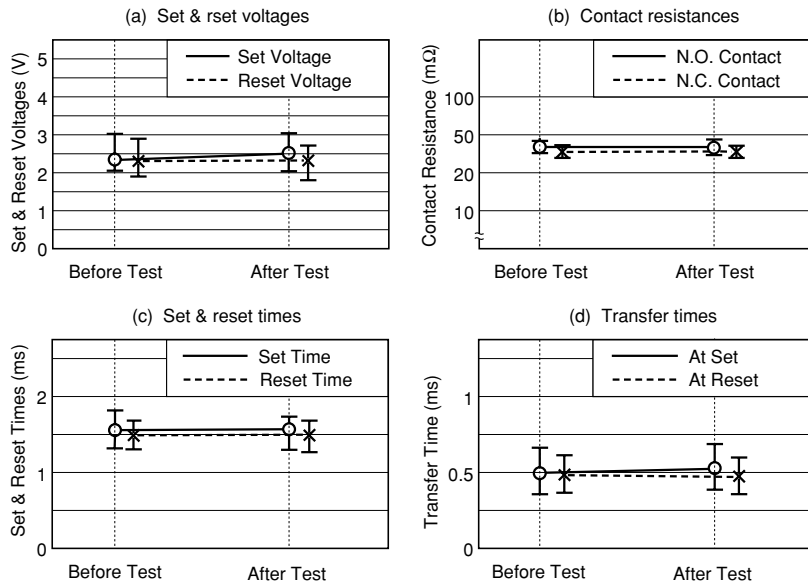 (a) Set & rset voltages
Set & Reset Voltages (V)
5
4
3
2
1
0
Set Voltage
Reset Voltage
Before Test
After Test
(b) Contact resistances
Contact Resistance (mΩ)
100
50
20
10
N.O. Contact
N.C. Contact
Before Test
After Test
(c) Set & reset times
Set & Reset Times (ms)
2
1
0
Set Time
Reset Time
Before Test
After Test
(d) Transfer times
Transfer Time (ms)
1
0.5
0
At Set
At Reset
Before Test
After Test